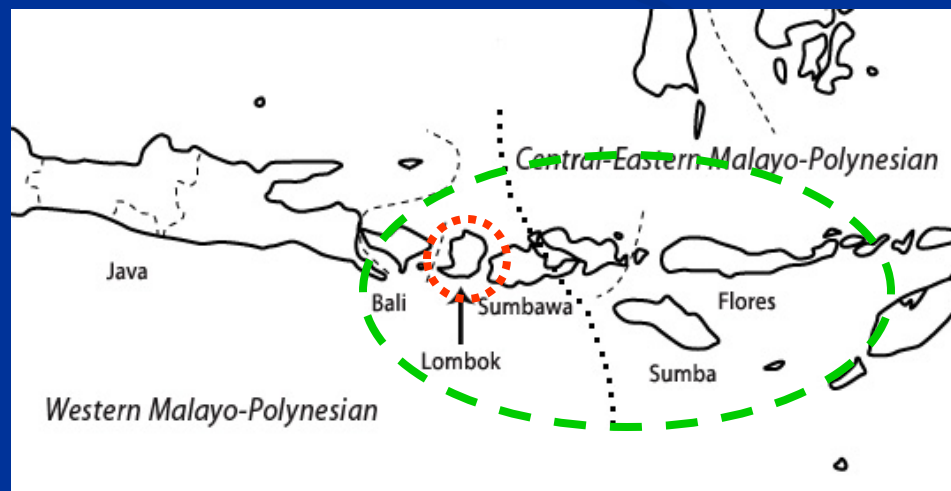 Central-Eastern Malayo-Polynesian
Java
Bali
Sumbawa
Flores
Lombok
Sumba
Western Malayo-Polynesian